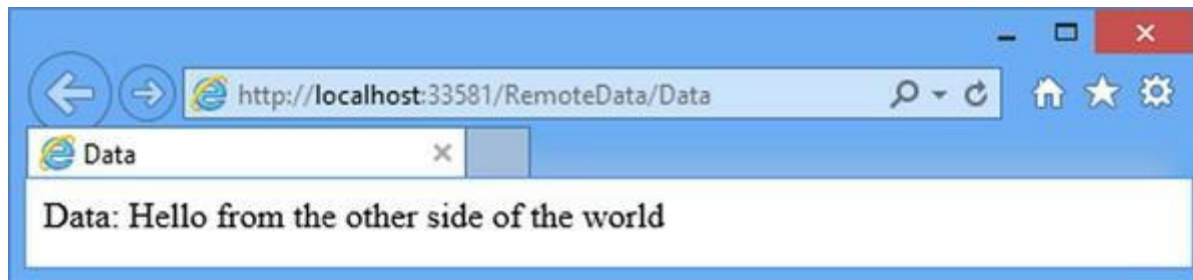 http://localhost:33581/RemoteData/Data
Data
Data: Hello from the other side of the world